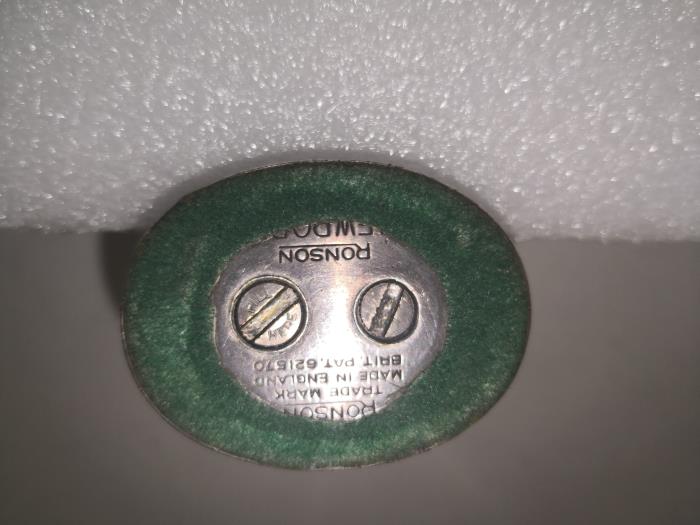 RONSON
TRADE MARK
MADE IN ENGLAND
BRIT. PAT. 621570
RONSON